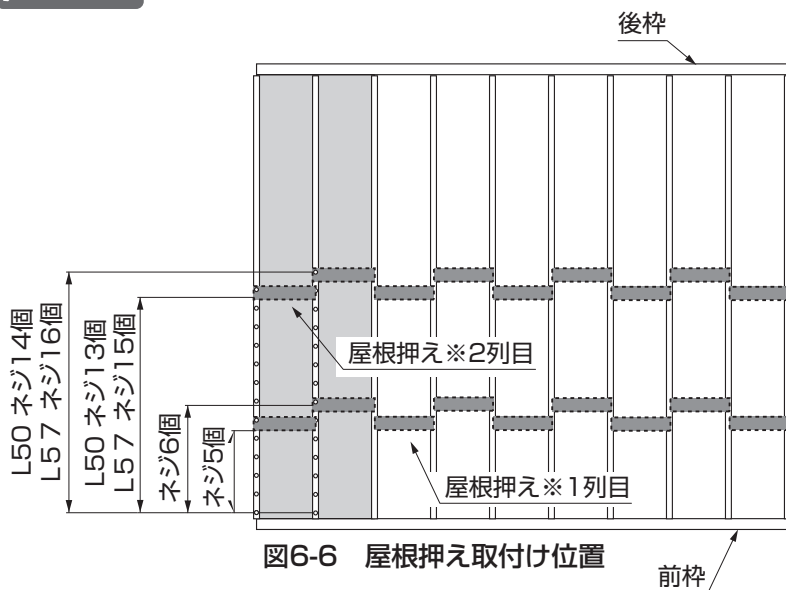 後枠
L50 ネジ14個
L57 ネジ16個
L50 ネジ13個
L57 ネジ15個
ネジ6個
ネジ5個
屋根押え※2列目
屋根押え※1列目
図6-6 屋根押え取付け位置
前枠